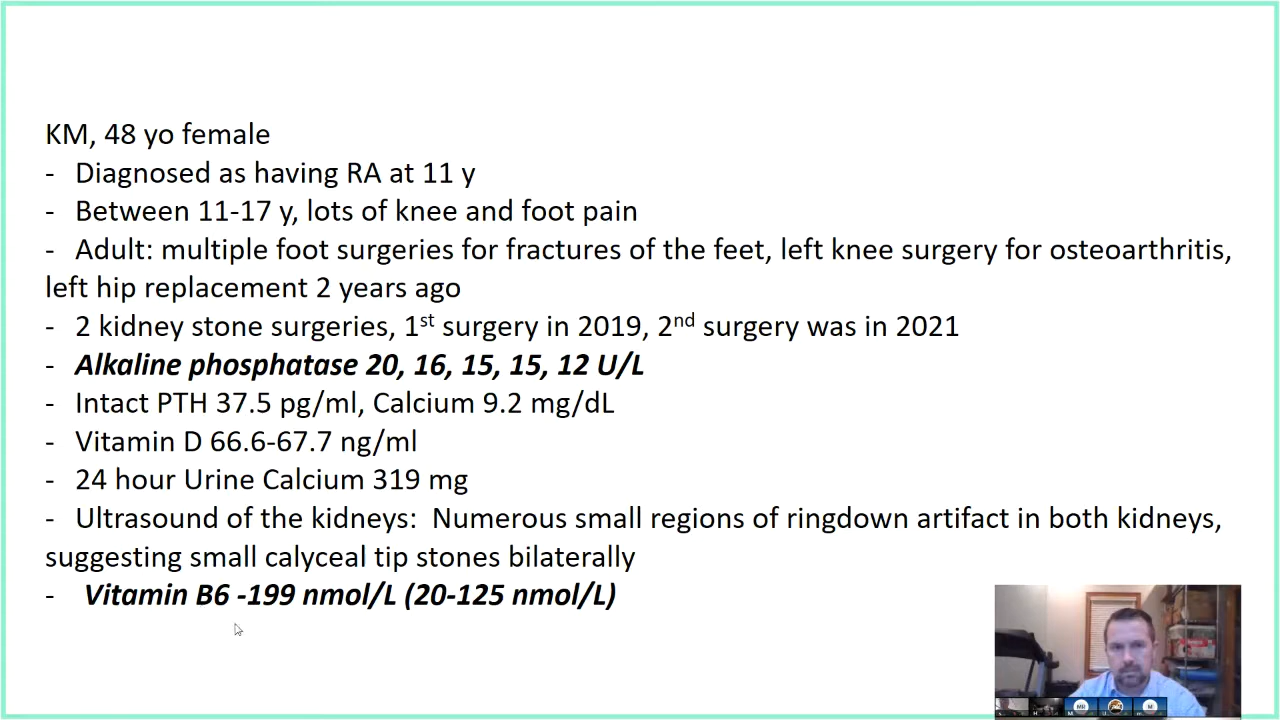 KM, 48 yo female
- Diagnosed as having RA at 11 y
- Between 11-17 y, lots of knee and foot pain
- Adult: multiple foot surgeries for fractures of the feet, left knee surgery for osteoarthritis,
left hip replacement 2 years ago
- 2 kidney stone surgeries, 1st surgery in 2019, 2nd surgery was in 2021
- Alkaline phosphatase 20, 16, 15, 15, 12 U/L
- Intact PTH 37.5 pg/ml, Calcium 9.2 mg/dL
- Vitamin D 66.6-67.7 ng/ml
- 24 hour Urine Calcium 319 mg
- Ultrasound of the kidneys: Numerous small regions of ringdown artifact in both kidneys,
suggesting small calyceal tip stones bilaterally
- Vitamin B6 -199 nmol/L (20-125 nmol/L)